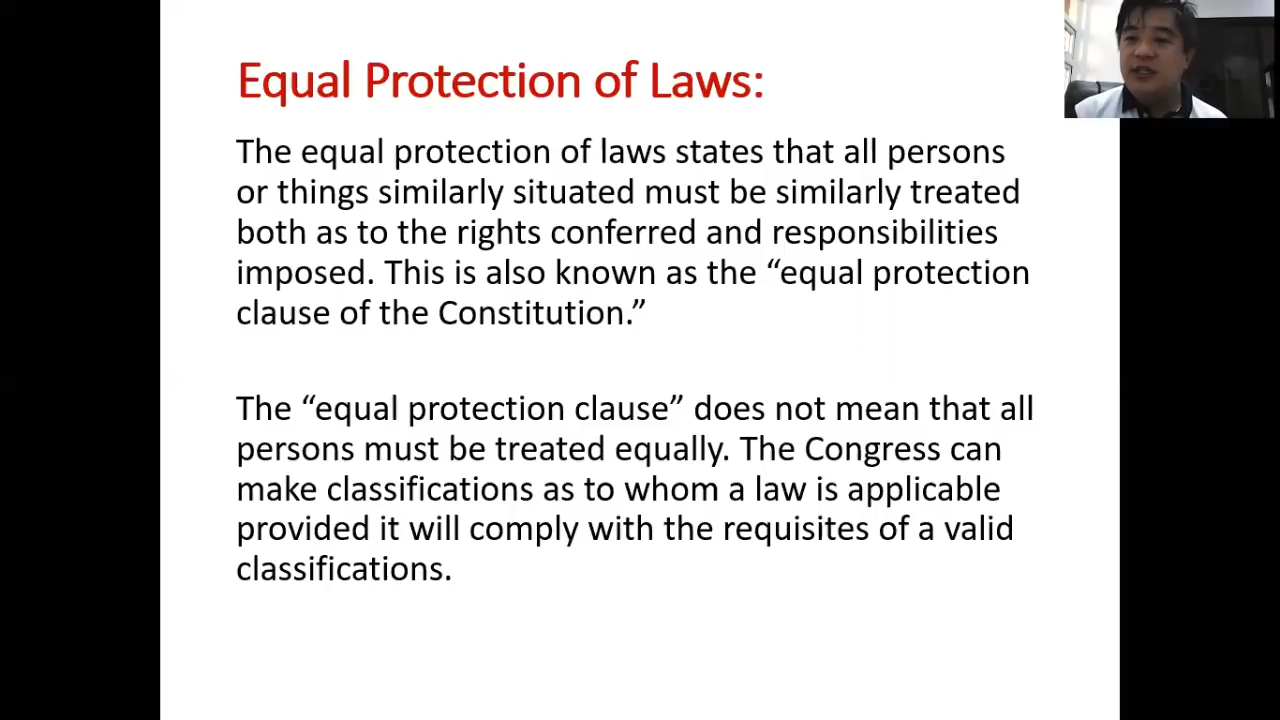 Equal Protection of Laws:
The equal protection of laws states that all persons
or things similarly situated must be similarly treated
both as to the rights conferred and responsibilities
imposed. This is also known as the “equal protection
clause of the Constitution.”
The “equal protection clause” does not mean that all
persons must be treated equally. The Congress can
make classifications as to whom a law is applicable
provided it will comply with the requisites of a valid
classifications.